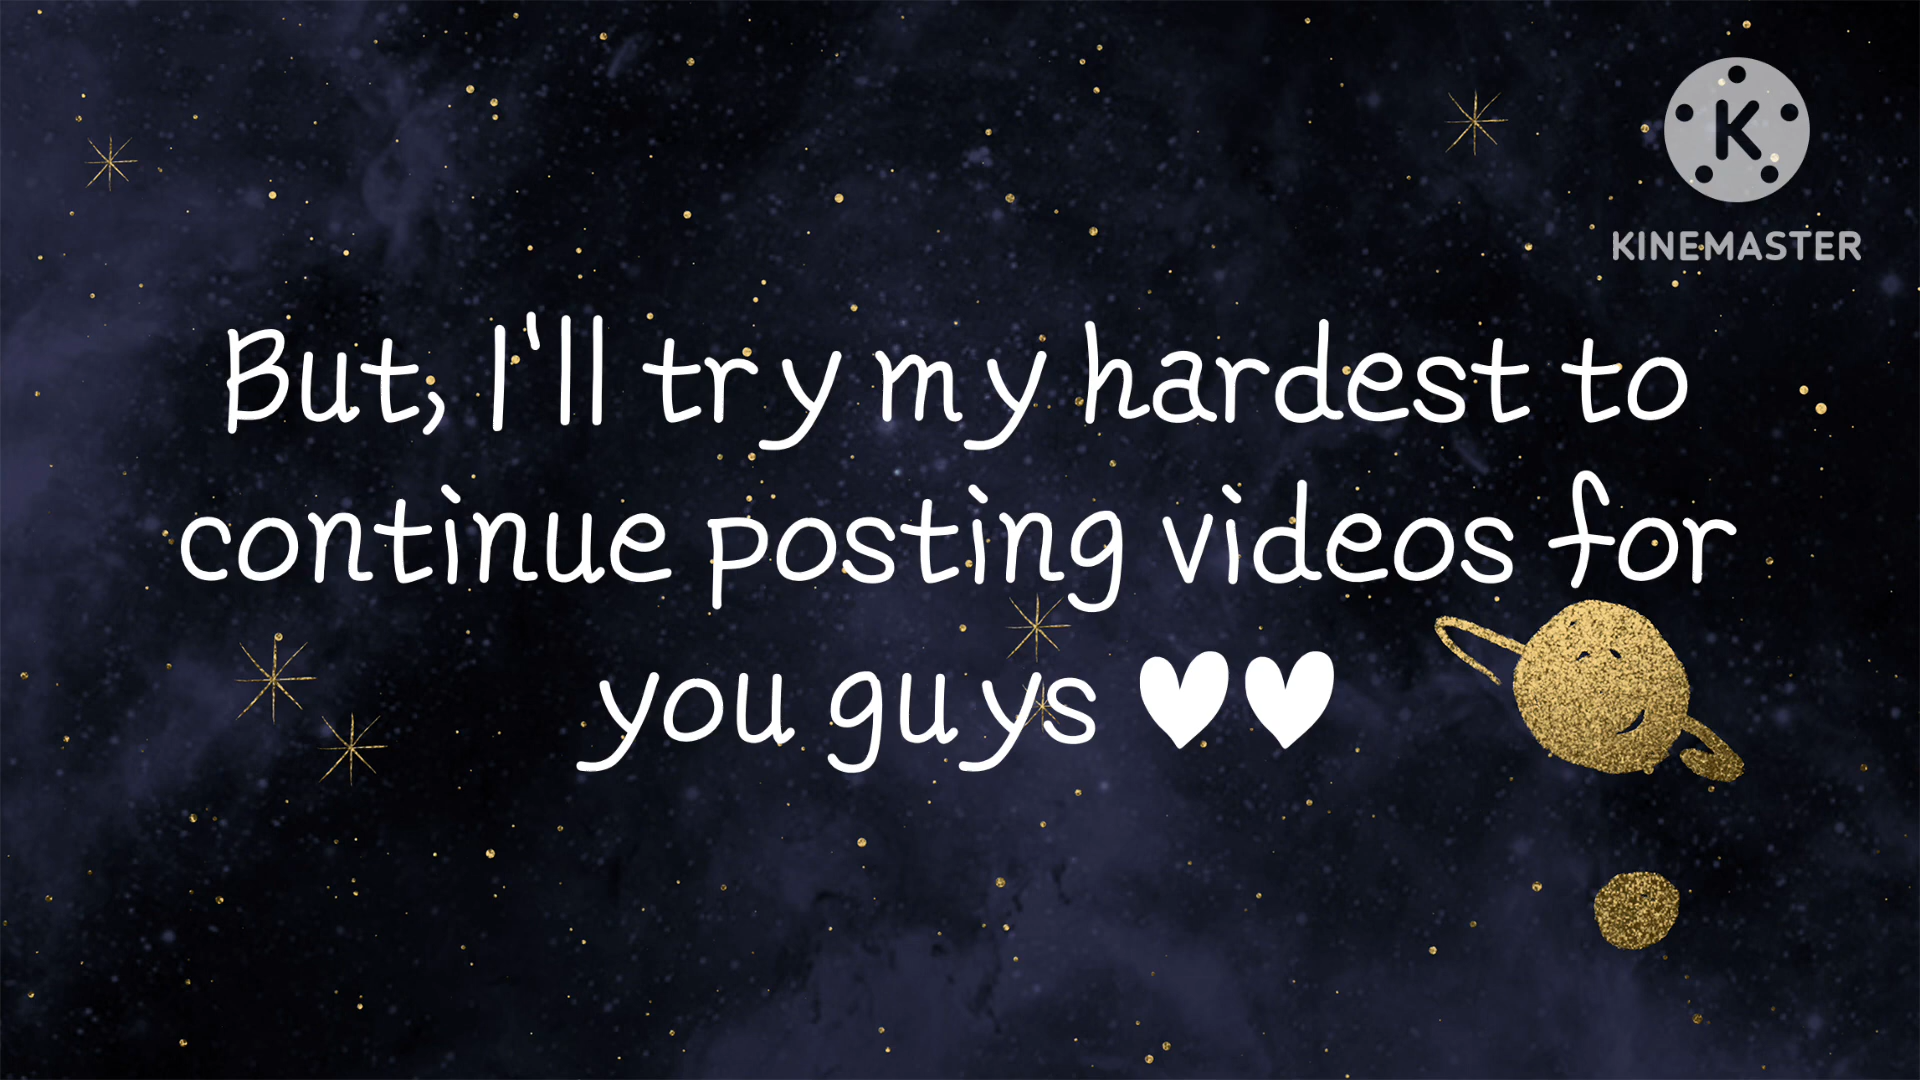 K
KINEMASTER
But, I'll try my hardest to
continue posting videos for
you guys ♥♥